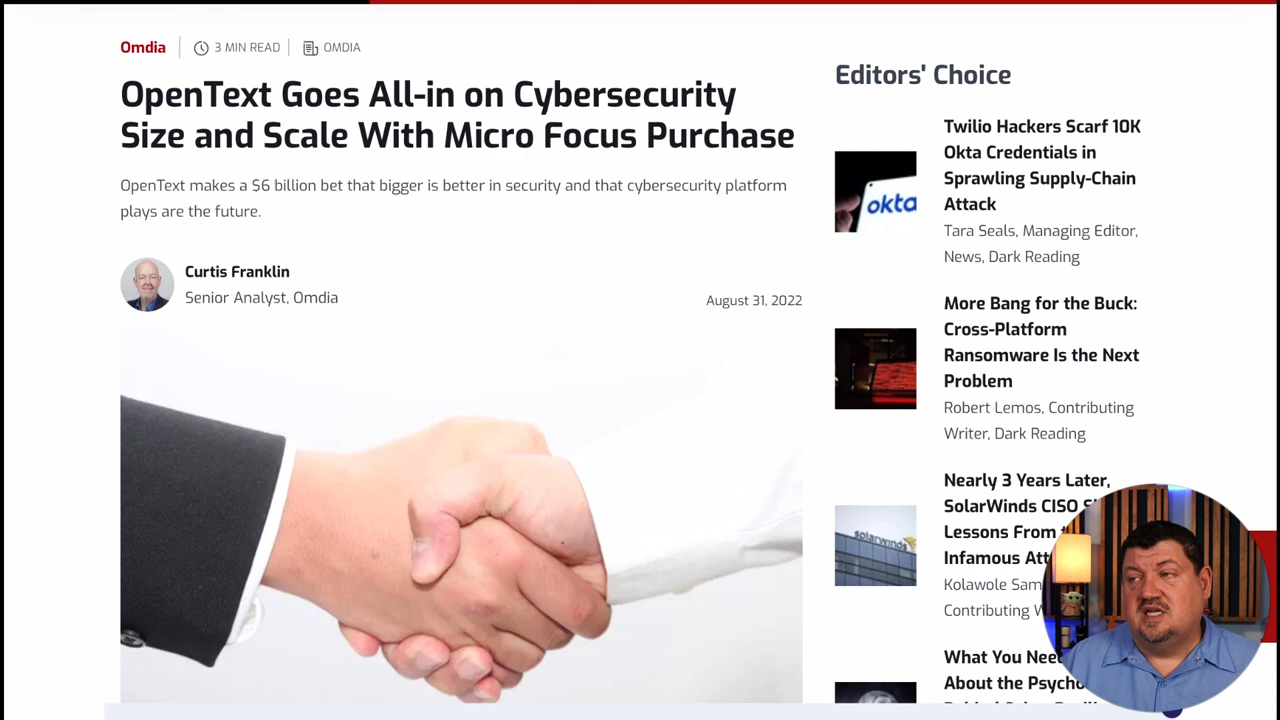 Omdia
3 MIN READ
OMDIA
OpenText Goes All-in on Cybersecurity
Size and Scale With Micro Focus Purchase
OpenText makes a $6 billion bet that bigger is better in security and that cybersecurity platform
plays are the future.
Curtis Franklin
Senior Analyst, Omdia
August 31, 2022
Editors' Choice
okta
Twilio Hackers Scarf 10K
Okta Credentials in
Sprawling Supply-Chain
Attack
Tara Seals, Managing Editor,
News, Dark Reading
More Bang for the Buck:
Cross-Platform
Ransomware Is the Next
Problem
Robert Lemos, Contributing
Writer, Dark Reading
solarwinds
Nearly 3 Years Later,
SolarWinds CISO
Lessons From
Infamous
Kolawole
Contributing
What You
About the